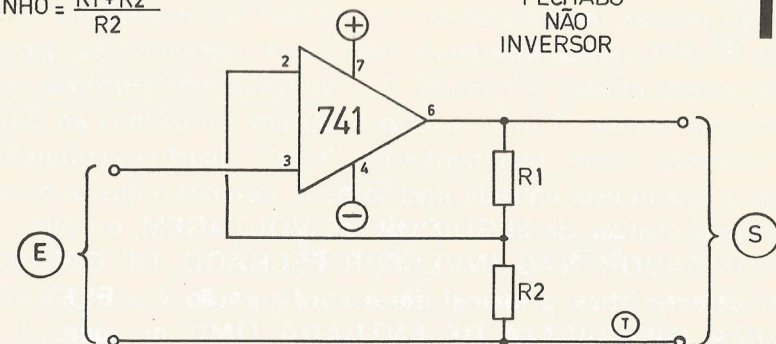 NHO = R1+R2
R2
FECHADO
NÃO
INVERSOR
+
7
2
741
6
3
4
−
R1
E
S
R2
T